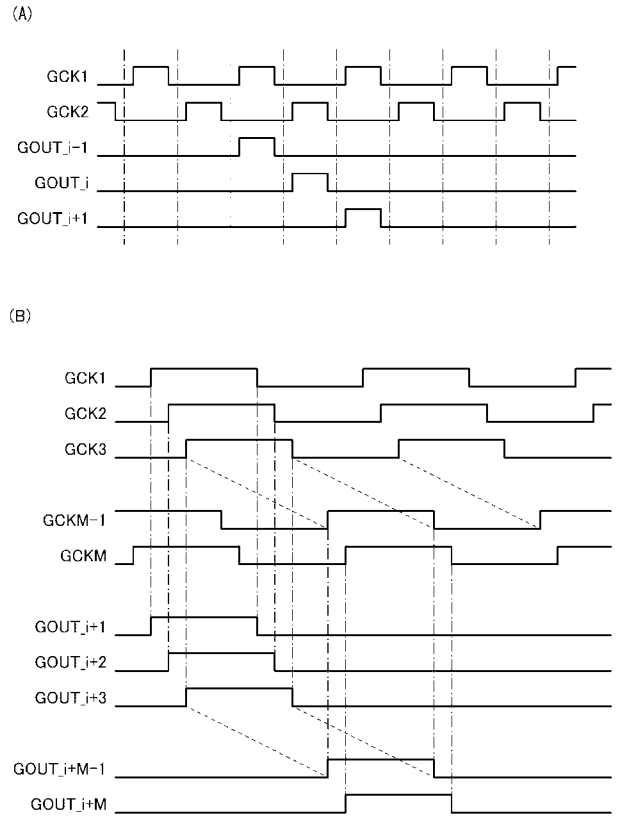 (A)
GCK1
GCK2
GOUT_i-1
GOUT_i
GOUT_i+1
(B)
GCK1
GCK2
GCK3
GCKM-1
GCKM
GOUT_i+1
GOUT_i+2
GOUT_i+3
GOUT_i+M-1
GOUT_i+M